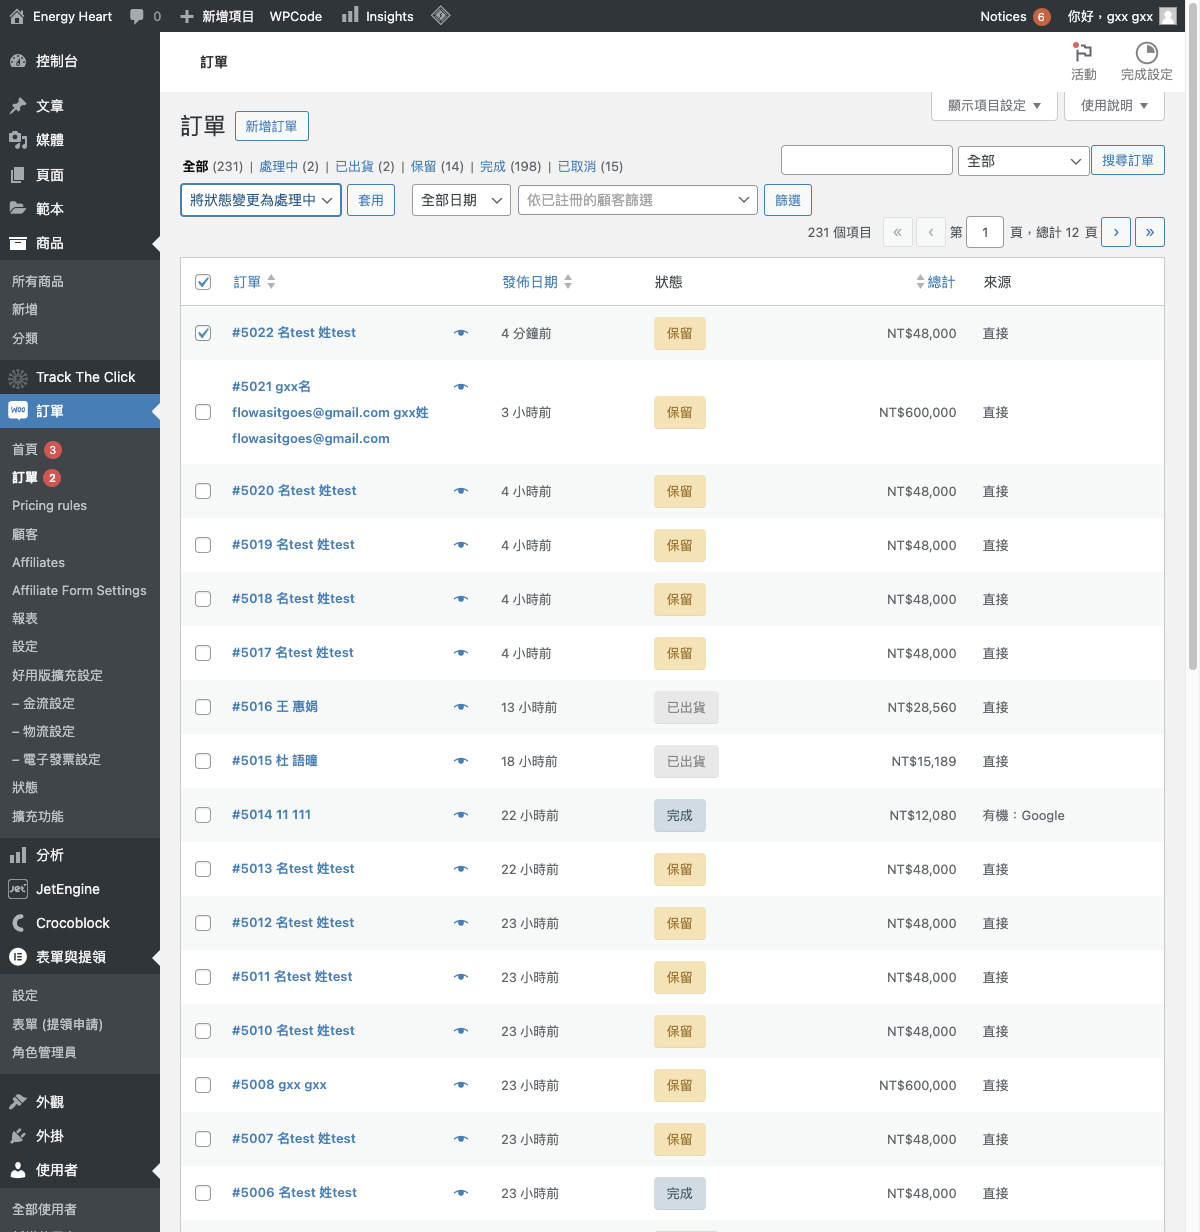 Energy Heart 0 新增項目 WPCode Insights Notices 6 你好，gxx gxx
控制台
文章
媒體
頁面
範本
商品
所有商品
新增
分類
Track The Click
訂單
首頁 3
訂單 2
Pricing rules
顧客
Affiliates
Affiliate Form Settings
報表
設定
好用版擴充設定
– 金流設定
– 物流設定
– 電子發票設定
狀態
擴充功能
分析
JetEngine
Crocoblock
表單與提領
設定
表單 (提領申請)
角色管理員
外觀
外掛
使用者
全部使用者
訂單
活動
完成設定
顯示項目設定 ▼
使用說明 ▼
訂單 新增訂單
全部 (231) | 處理中 (2) | 已出貨 (2) | 保留 (14) | 完成 (198) | 已取消 (15)
全部 搜尋訂單
將狀態變更為處理中 套用 全部日期 依已註冊的顧客篩選 篩選
231 個項目 « ‹ 第 1 頁，總計 12 頁 › »
訂單 發佈日期 狀態 總計 來源
#5022 名test 姓test 4 分鐘前 保留 NT$48,000 直接
#5021 gxx名
flowasitgoes@gmail.com gxx姓 3 小時前 保留 NT$600,000 直接
flowasitgoes@gmail.com
#5020 名test 姓test 4 小時前 保留 NT$48,000 直接
#5019 名test 姓test 4 小時前 保留 NT$48,000 直接
#5018 名test 姓test 4 小時前 保留 NT$48,000 直接
#5017 名test 姓test 4 小時前 保留 NT$48,000 直接
#5016 王 惠娟 13 小時前 已出貨 NT$28,560 直接
#5015 杜 語曈 18 小時前 已出貨 NT$15,189 直接
#5014 11 111 22 小時前 完成 NT$12,080 有機：Google
#5013 名test 姓test 22 小時前 保留 NT$48,000 直接
#5012 名test 姓test 23 小時前 保留 NT$48,000 直接
#5011 名test 姓test 23 小時前 保留 NT$48,000 直接
#5010 名test 姓test 23 小時前 保留 NT$48,000 直接
#5008 gxx gxx 23 小時前 保留 NT$600,000 直接
#5007 名test 姓test 23 小時前 保留 NT$48,000 直接
#5006 名test 姓test 23 小時前 完成 NT$48,000 直接